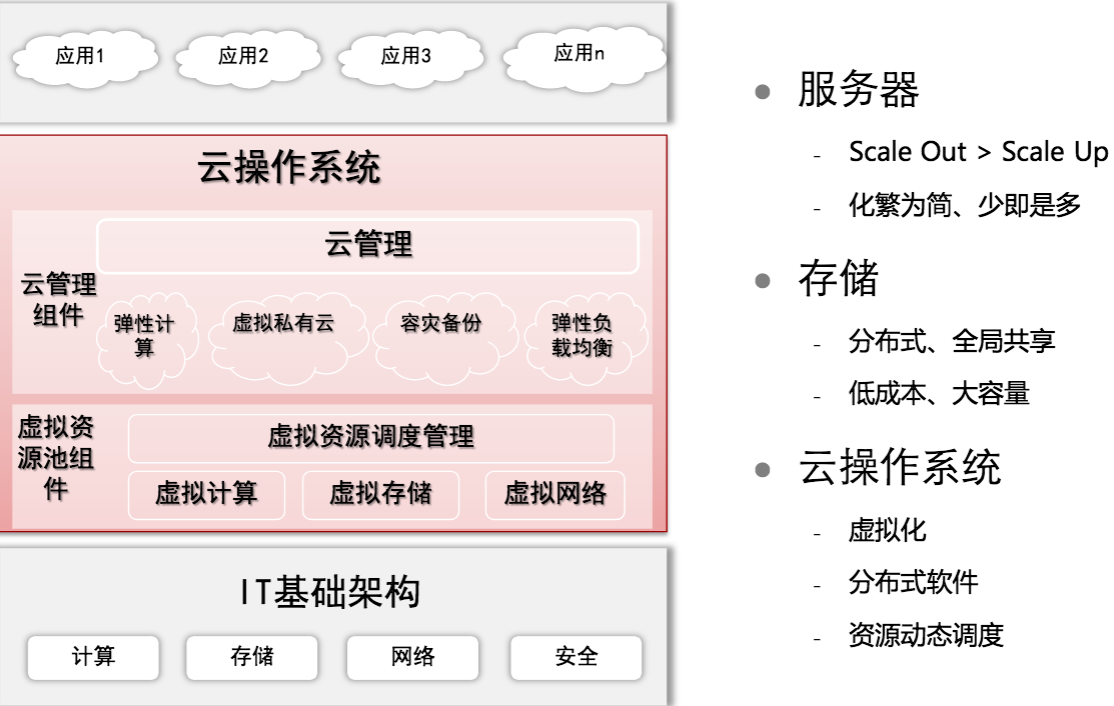 应用1
应用2
应用3
应用n
云操作系统
云管理
组件
云管理
弹性计
算
虚拟私有云
容灾备份
弹性负
载均衡
虚拟资
源池组
件
虚拟资源调度管理
虚拟计算
虚拟存储
虚拟网络
IT基础架构
计算
存储
网络
安全
• 服务器
- Scale Out > Scale Up
- 化繁为简、少即是多
• 存储
- 分布式、全局共享
- 低成本、大容量
• 云操作系统
- 虚拟化
- 分布式软件
- 资源动态调度